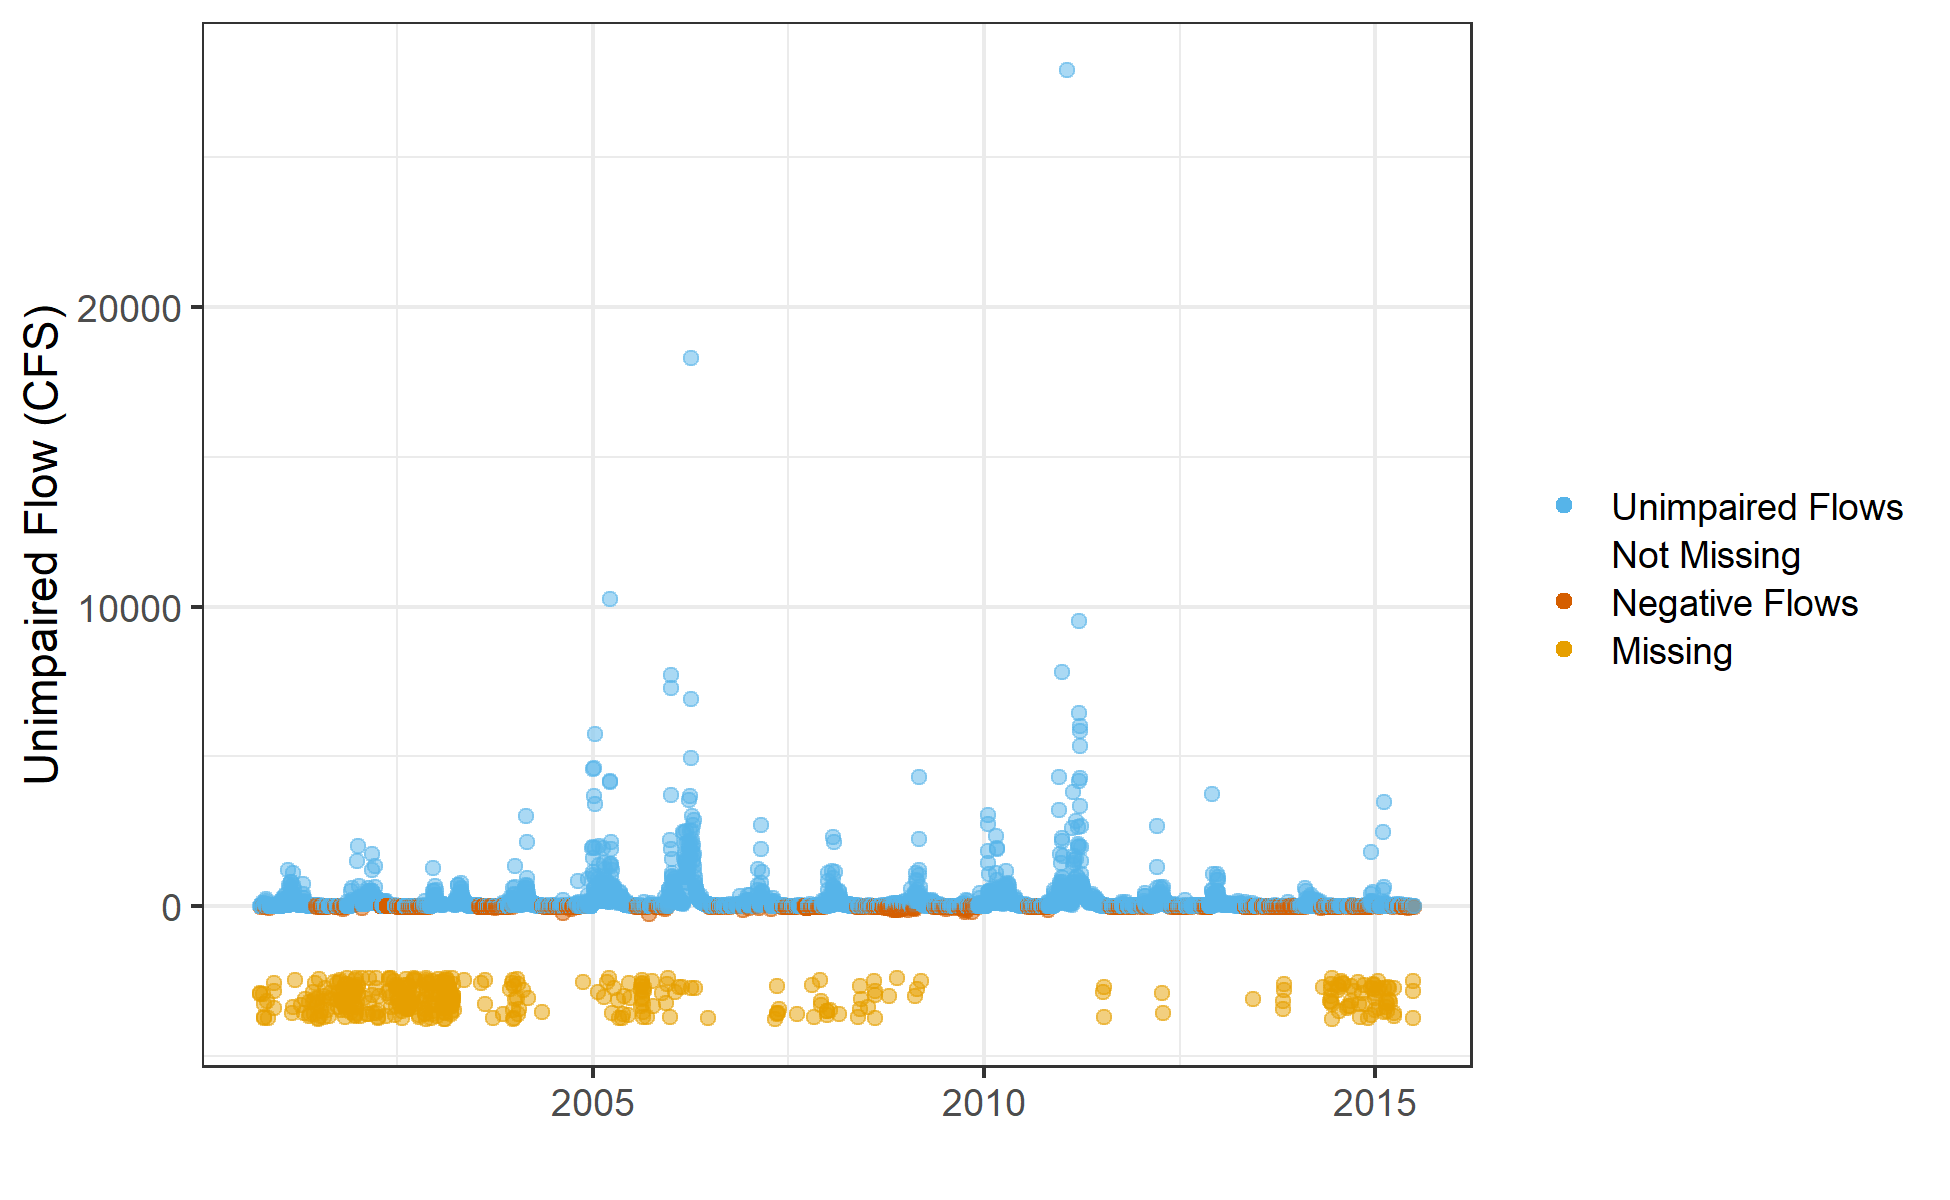 Unimpaired Flow (CFS)
20000
10000
0
2005
2010
2015
Unimpaired Flows
Not Missing
Negative Flows
Missing